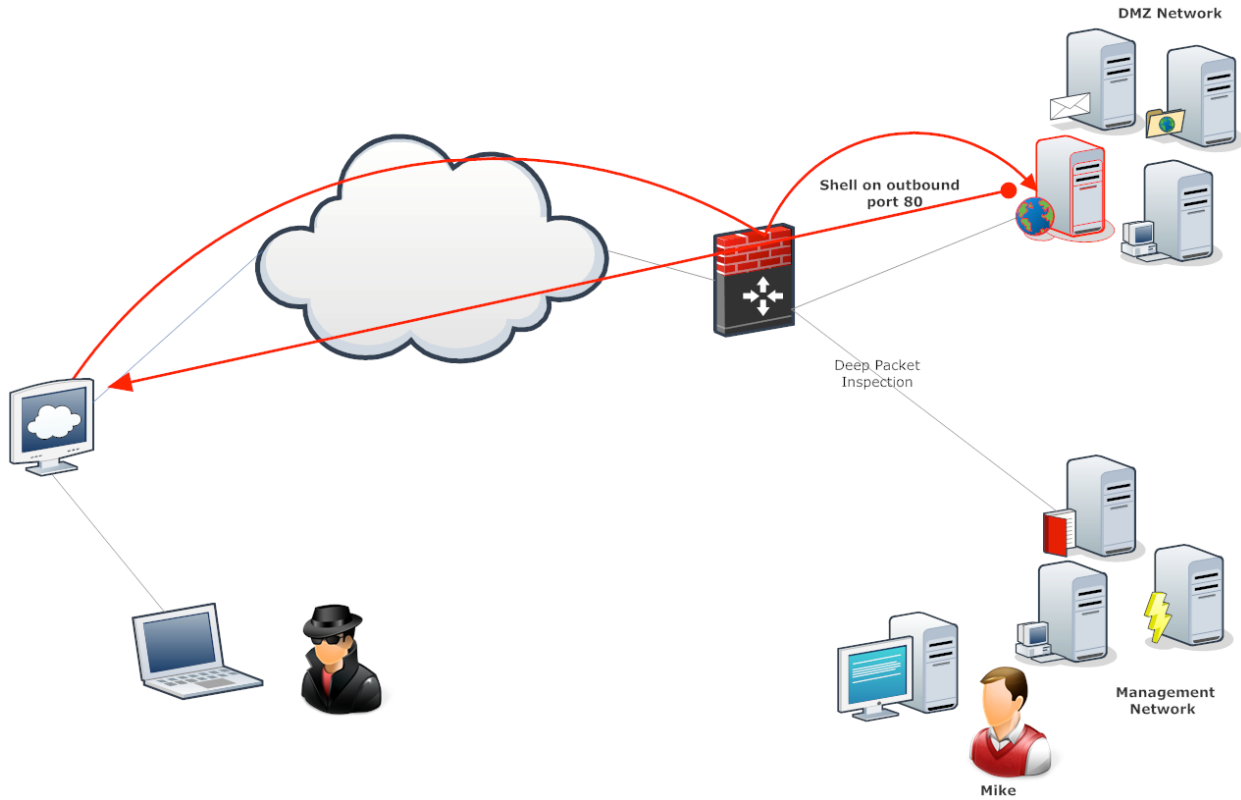 DMZ Network
Shell on outbound
port 80
Deep Packet
Inspection
Management
Network
Mike